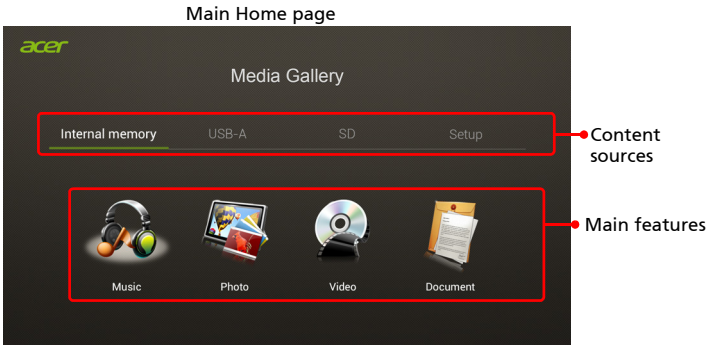 Main Home page
acer
Media Gallery
Internal memory USB-A SD Setup
Content
sources
Main features
Music Photo Video Document